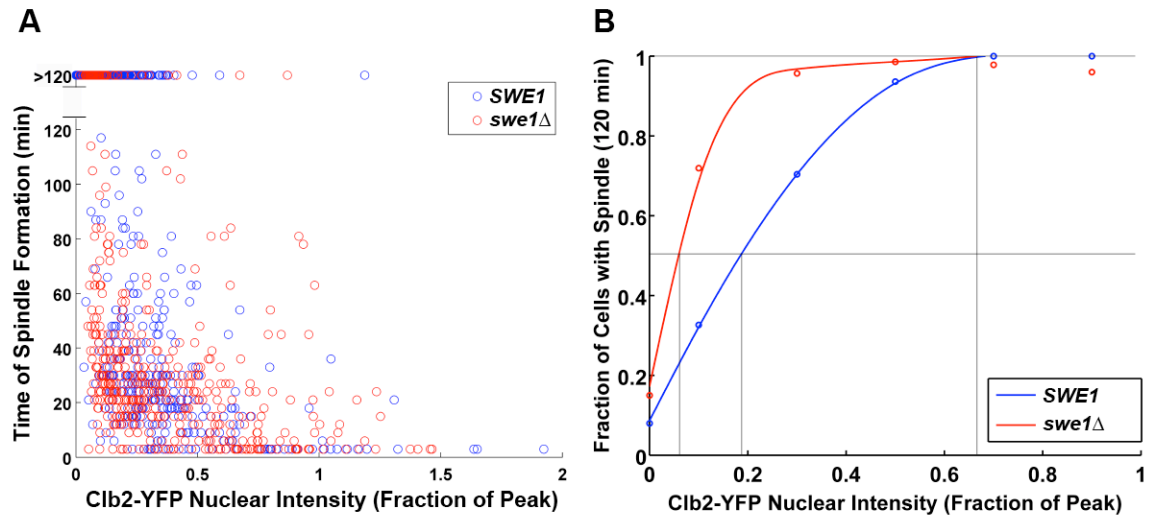 A
Time of Spindle Formation (min)
>120
120
80
60
40
20
0
0
0.5
1
1.5
2
Clb2-YFP Nuclear Intensity (Fraction of Peak)
SWE1
swe1Δ
B
Fraction of Cells with Spindle (120 min)
1
0.8
0.6
0.4
0.2
0
0
0.2
0.4
0.6
0.8
1
Clb2-YFP Nuclear Intensity (Fraction of Peak)
SWE1
swe1Δ